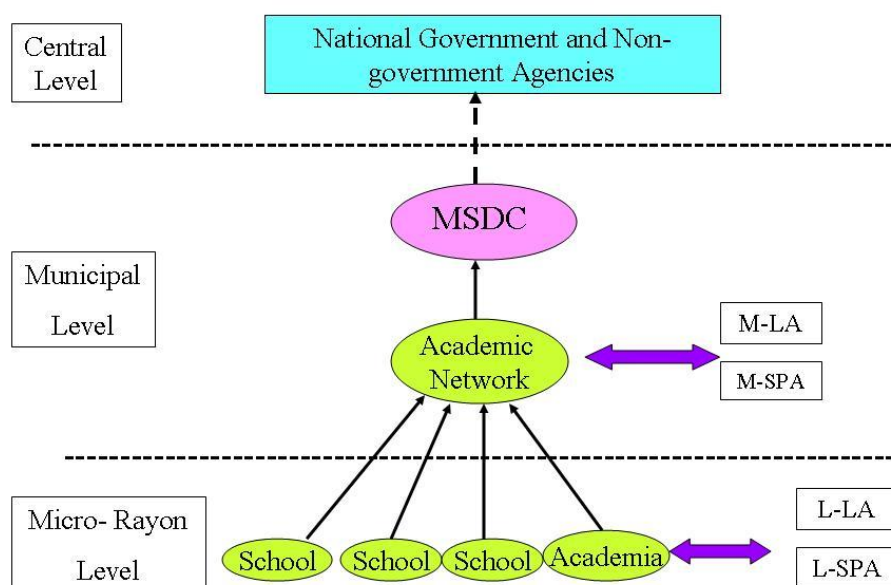 Central
Level
National Government and Non-
government Agencies
MSDC
Municipal
Level
Academic
Network
M-LA
M-SPA
Micro- Rayon
Level
School
School
School
Academia
L-LA
L-SPA